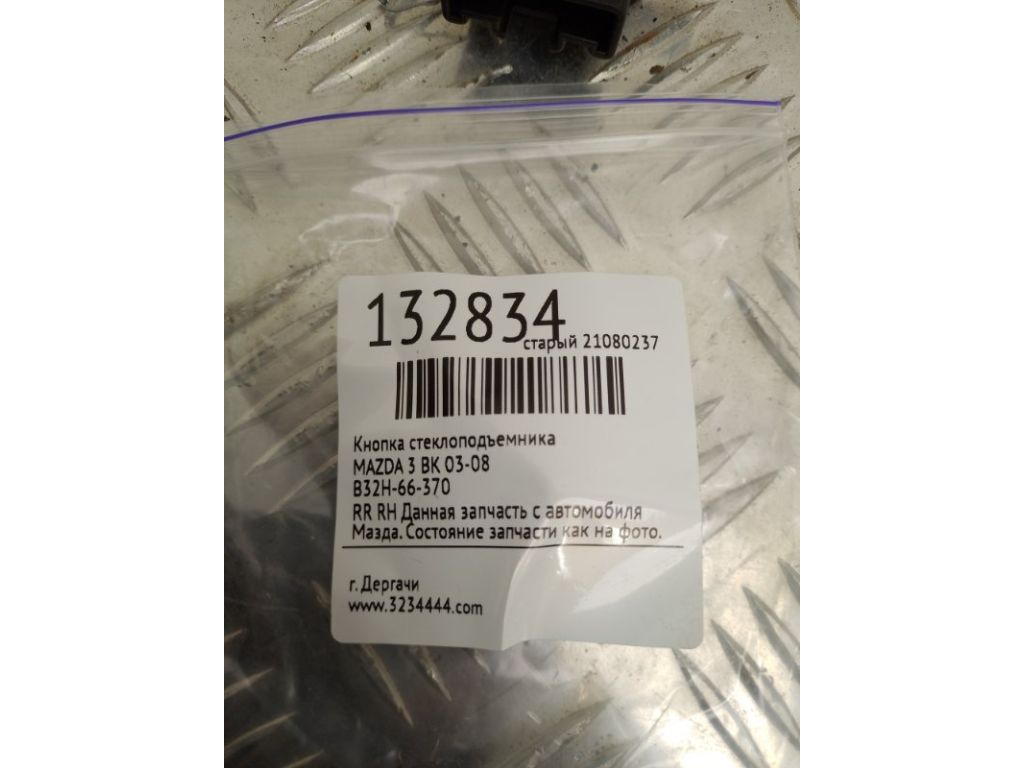 132834
старый 21080237
Кнопка стеклоподъемника
MAZDA 3 BK 03-08
B32H-66-370
RR RH Данная запчасть с автомобиля
Мазда. Состояние запчасти как на фото.
г. Дергачи
www.3234444.com